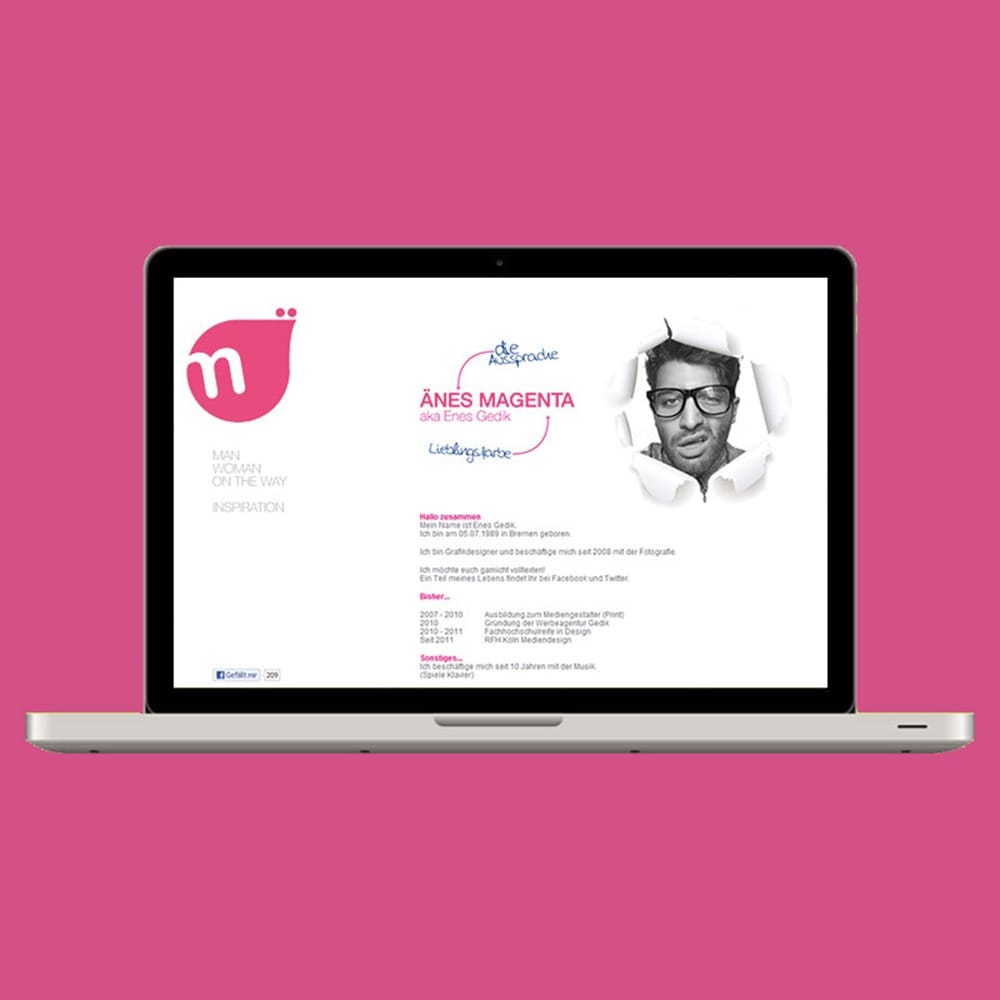 m
MAN
WOMAN
ON THE WAY
INSPIRATION
Gefällt mir 209
die
Aussprache
ÄNES MAGENTA
aka Enes Gedik
Lieblingsfarbe
Hallo zusammen
Mein Name ist Enes Gedik.
Ich bin am 05.07.1989 in Bremen geboren.
Ich bin Grafikdesigner und beschäftige mich seit 2008 mit der Fotografie.
Ich möchte euch garnicht volltexten!
Ein Teil meines Lebens findet Ihr bei Facebook und Twitter.
Bisher...
2007 - 2010 Ausbildung zum Mediengestalter (Print)
2010 Gründung der Werbeagentur Gedik
2010 - 2011 Fachhochschulreife in Design
Seit 2011 RFH Köln Mediendesign
Sonstiges...
Ich beschäftige mich seit 10 Jahren mit der Musik.
(Spiele Klavier)